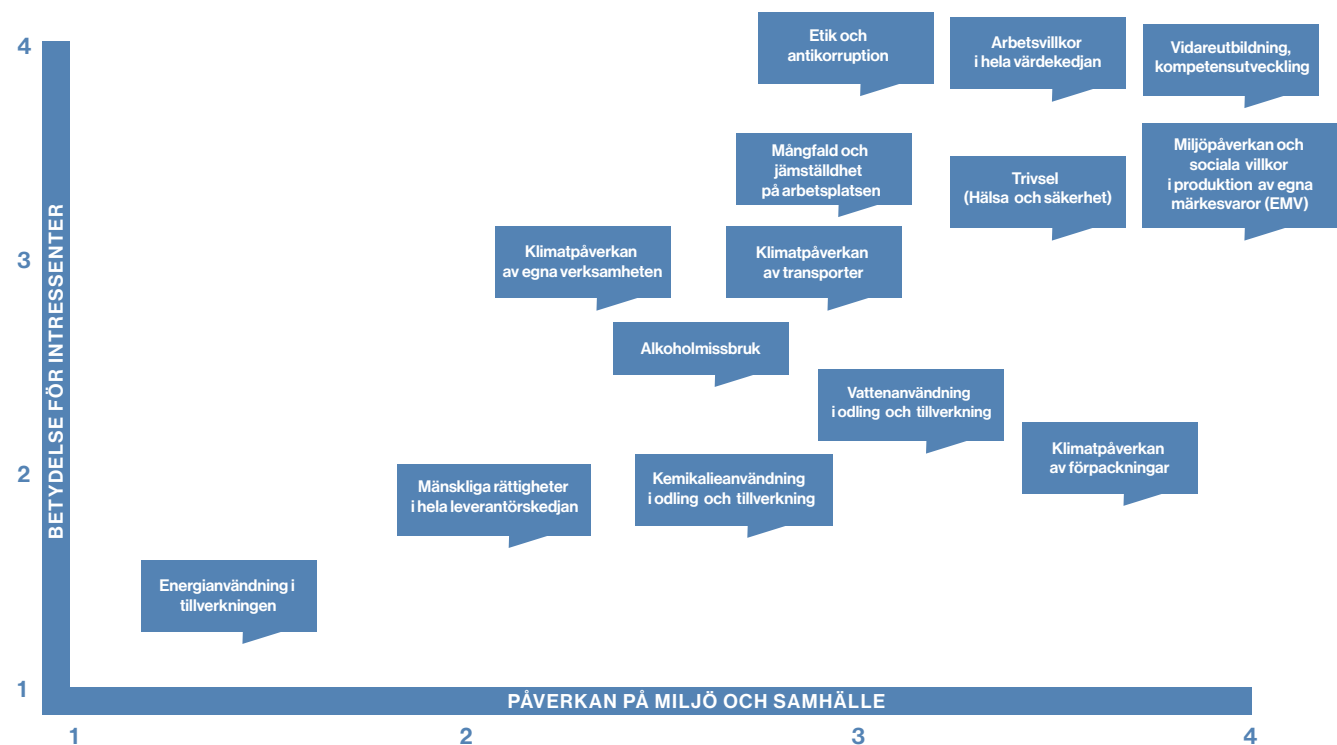 4
3
2
1
BETYDELSE FÖR INTRESSENTER
Etik och
antikorruption
Arbetsvillkor
i hela värdekedjan
Vidareutbildning,
kompetensutveckling
Mångfald och
jämställdhet
på arbetsplatsen
Trivsel
(Hälsa och säkerhet)
Miljöpåverkan och
sociala villkor
i produktion av egna
märkesvaror (EMV)
Klimatpåverkan
av egna verksamheten
Klimatpåverkan
av transporter
Alkoholmissbruk
Vattenanvändning
i odling och tillverkning
Klimatpåverkan
av förpackningar
Mänskliga rättigheter
i hela leverantörskedjan
Kemikalieanvändning
i odling och tillverkning
Energianvändning i
tillverkningen
PÅVERKAN PÅ MILJÖ OCH SAMHÄLLE
1
2
3
4